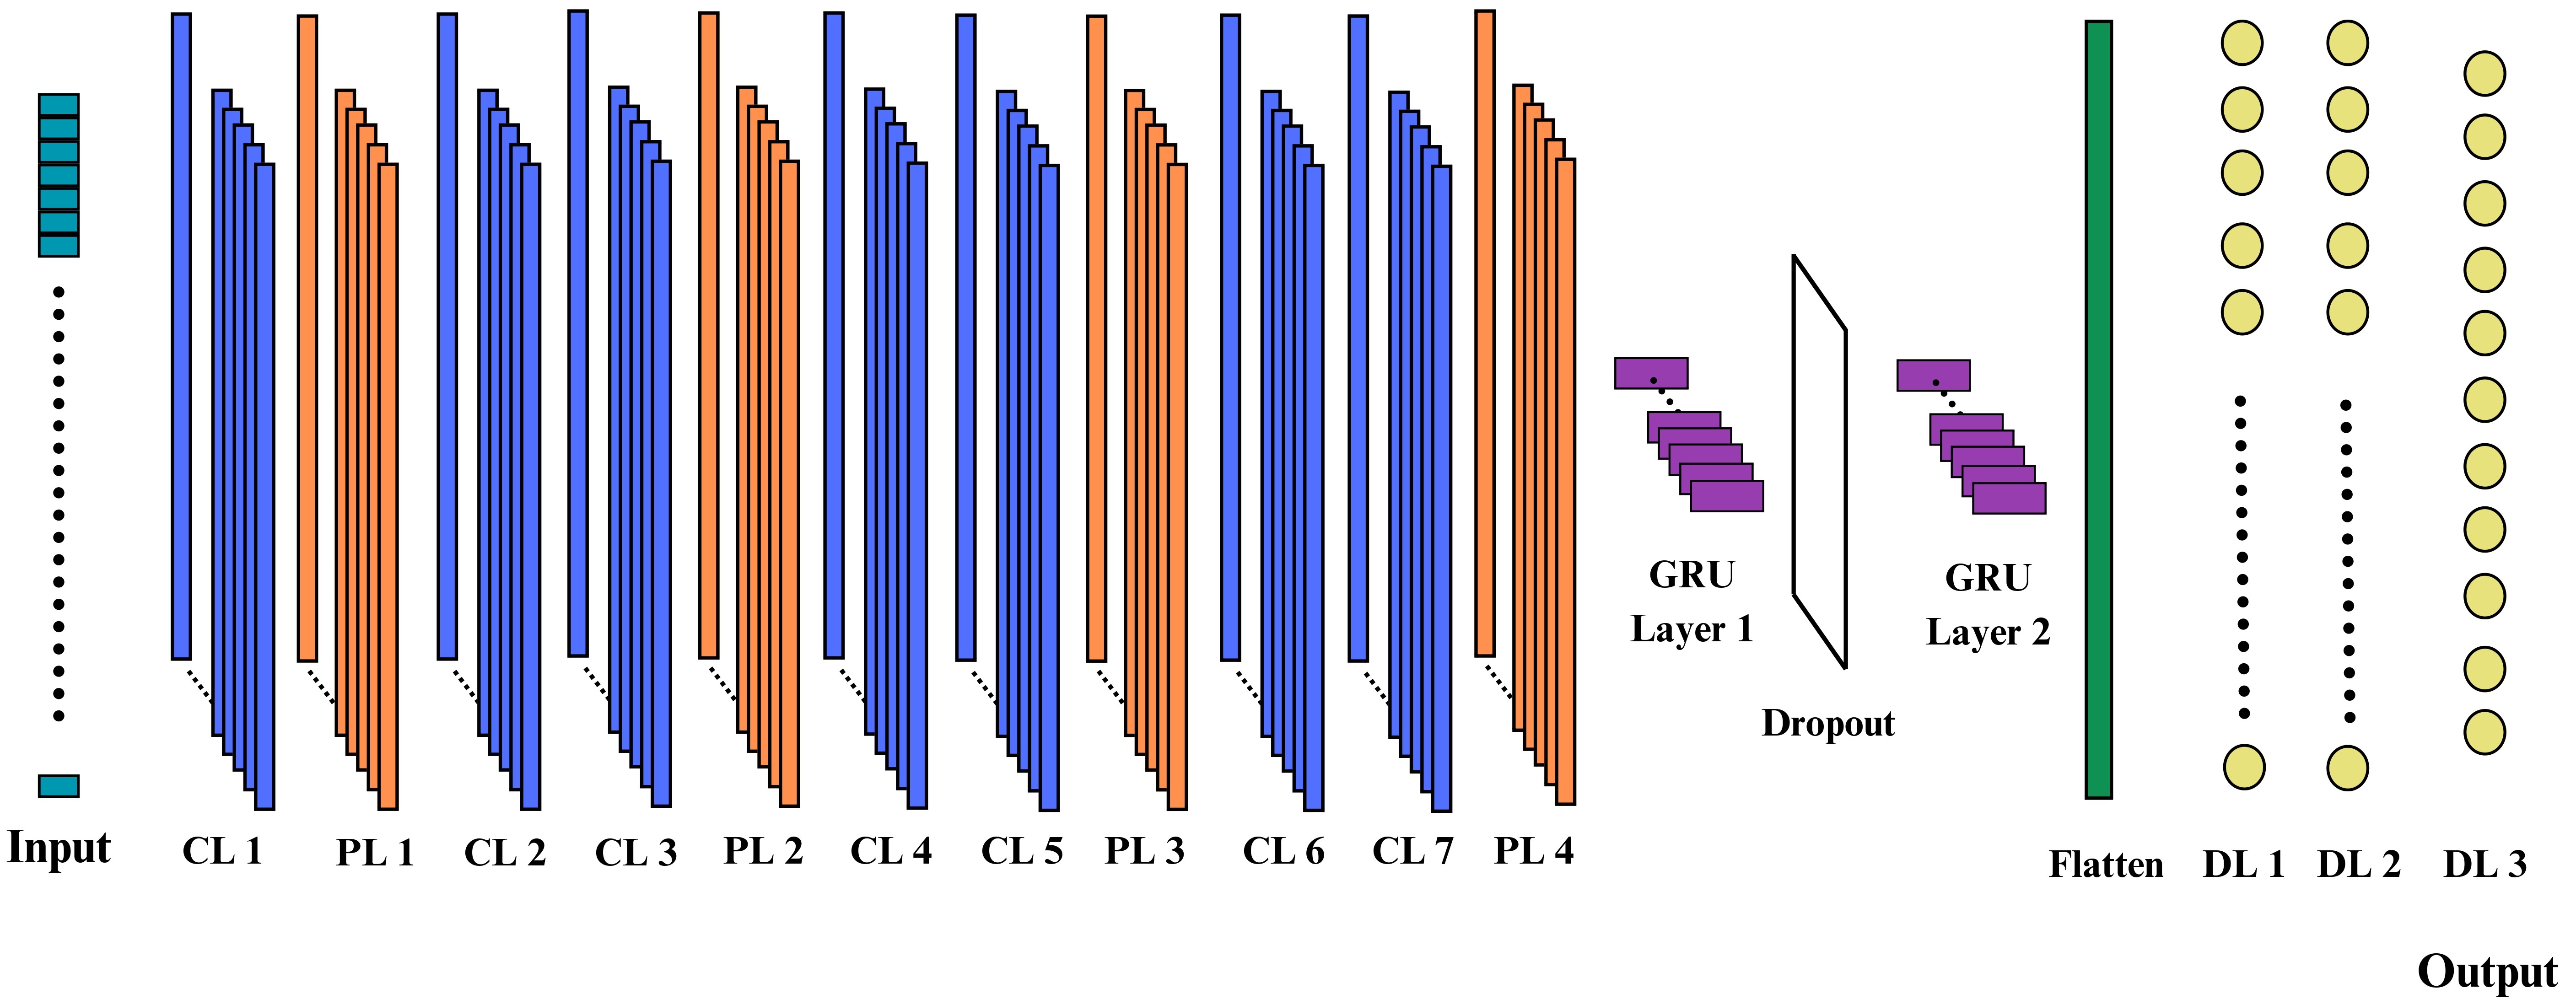 Input
CL 1
PL 1
CL 2
CL 3
PL 2
CL 4
CL 5
PL 3
CL 6
CL 7
PL 4
GRU
Layer 1
Dropout
GRU
Layer 2
Flatten
DL 1
DL 2
DL 3
Output